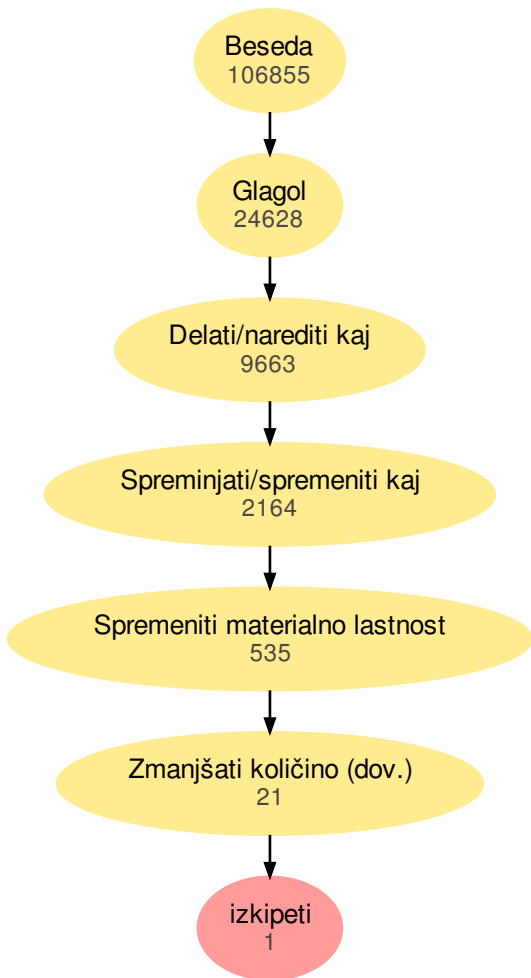 Beseda
106855
Glagol
24628
Delati/narediti kaj
9663
Spreminjati/spremeniti kaj
2164
Spremeniti materialno lastnost
535
Zmanjšati količino (dov.)
21
izkipeti
1